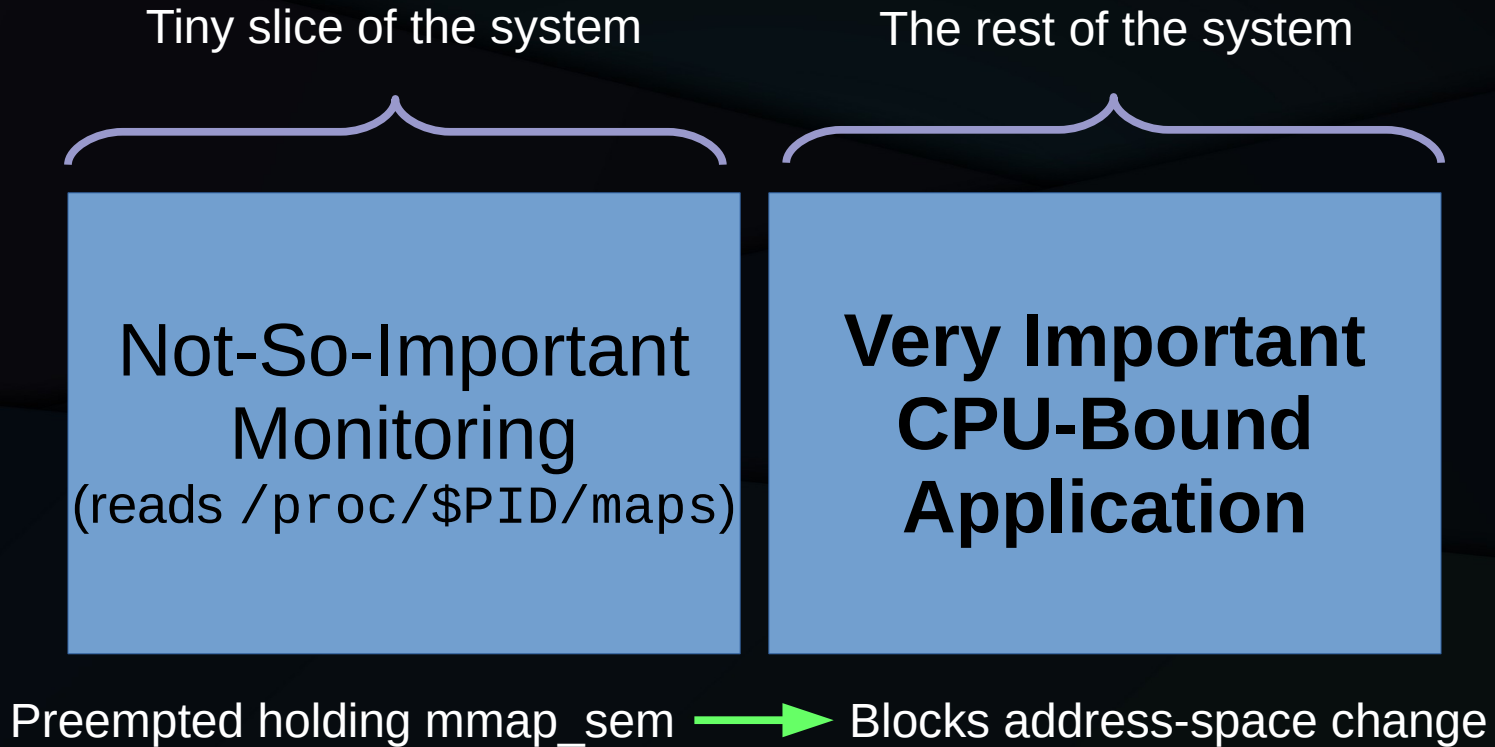 Tiny slice of the system
The rest of the system
Not-So-Important
Monitoring
(reads /proc/$PID/maps)
Very Important
CPU-Bound
Application
Preempted holding mmap_sem
Blocks address-space change